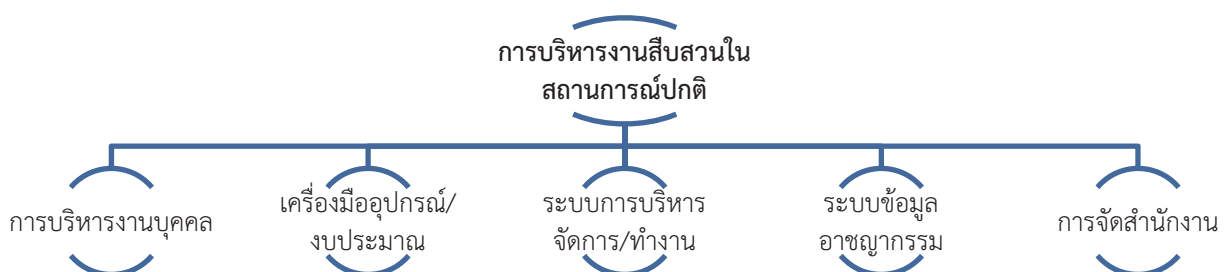 การบริหารงานสืบสวนใน
สถานการณ์ปกติ
การบริหารงานบุคคล
เครื่องมืออุปกรณ์/
งบประมาณ
ระบบการบริหาร
จัดการ/ทำงาน
ระบบข้อมูล
อาชญากรรม
การจัดสำนักงาน